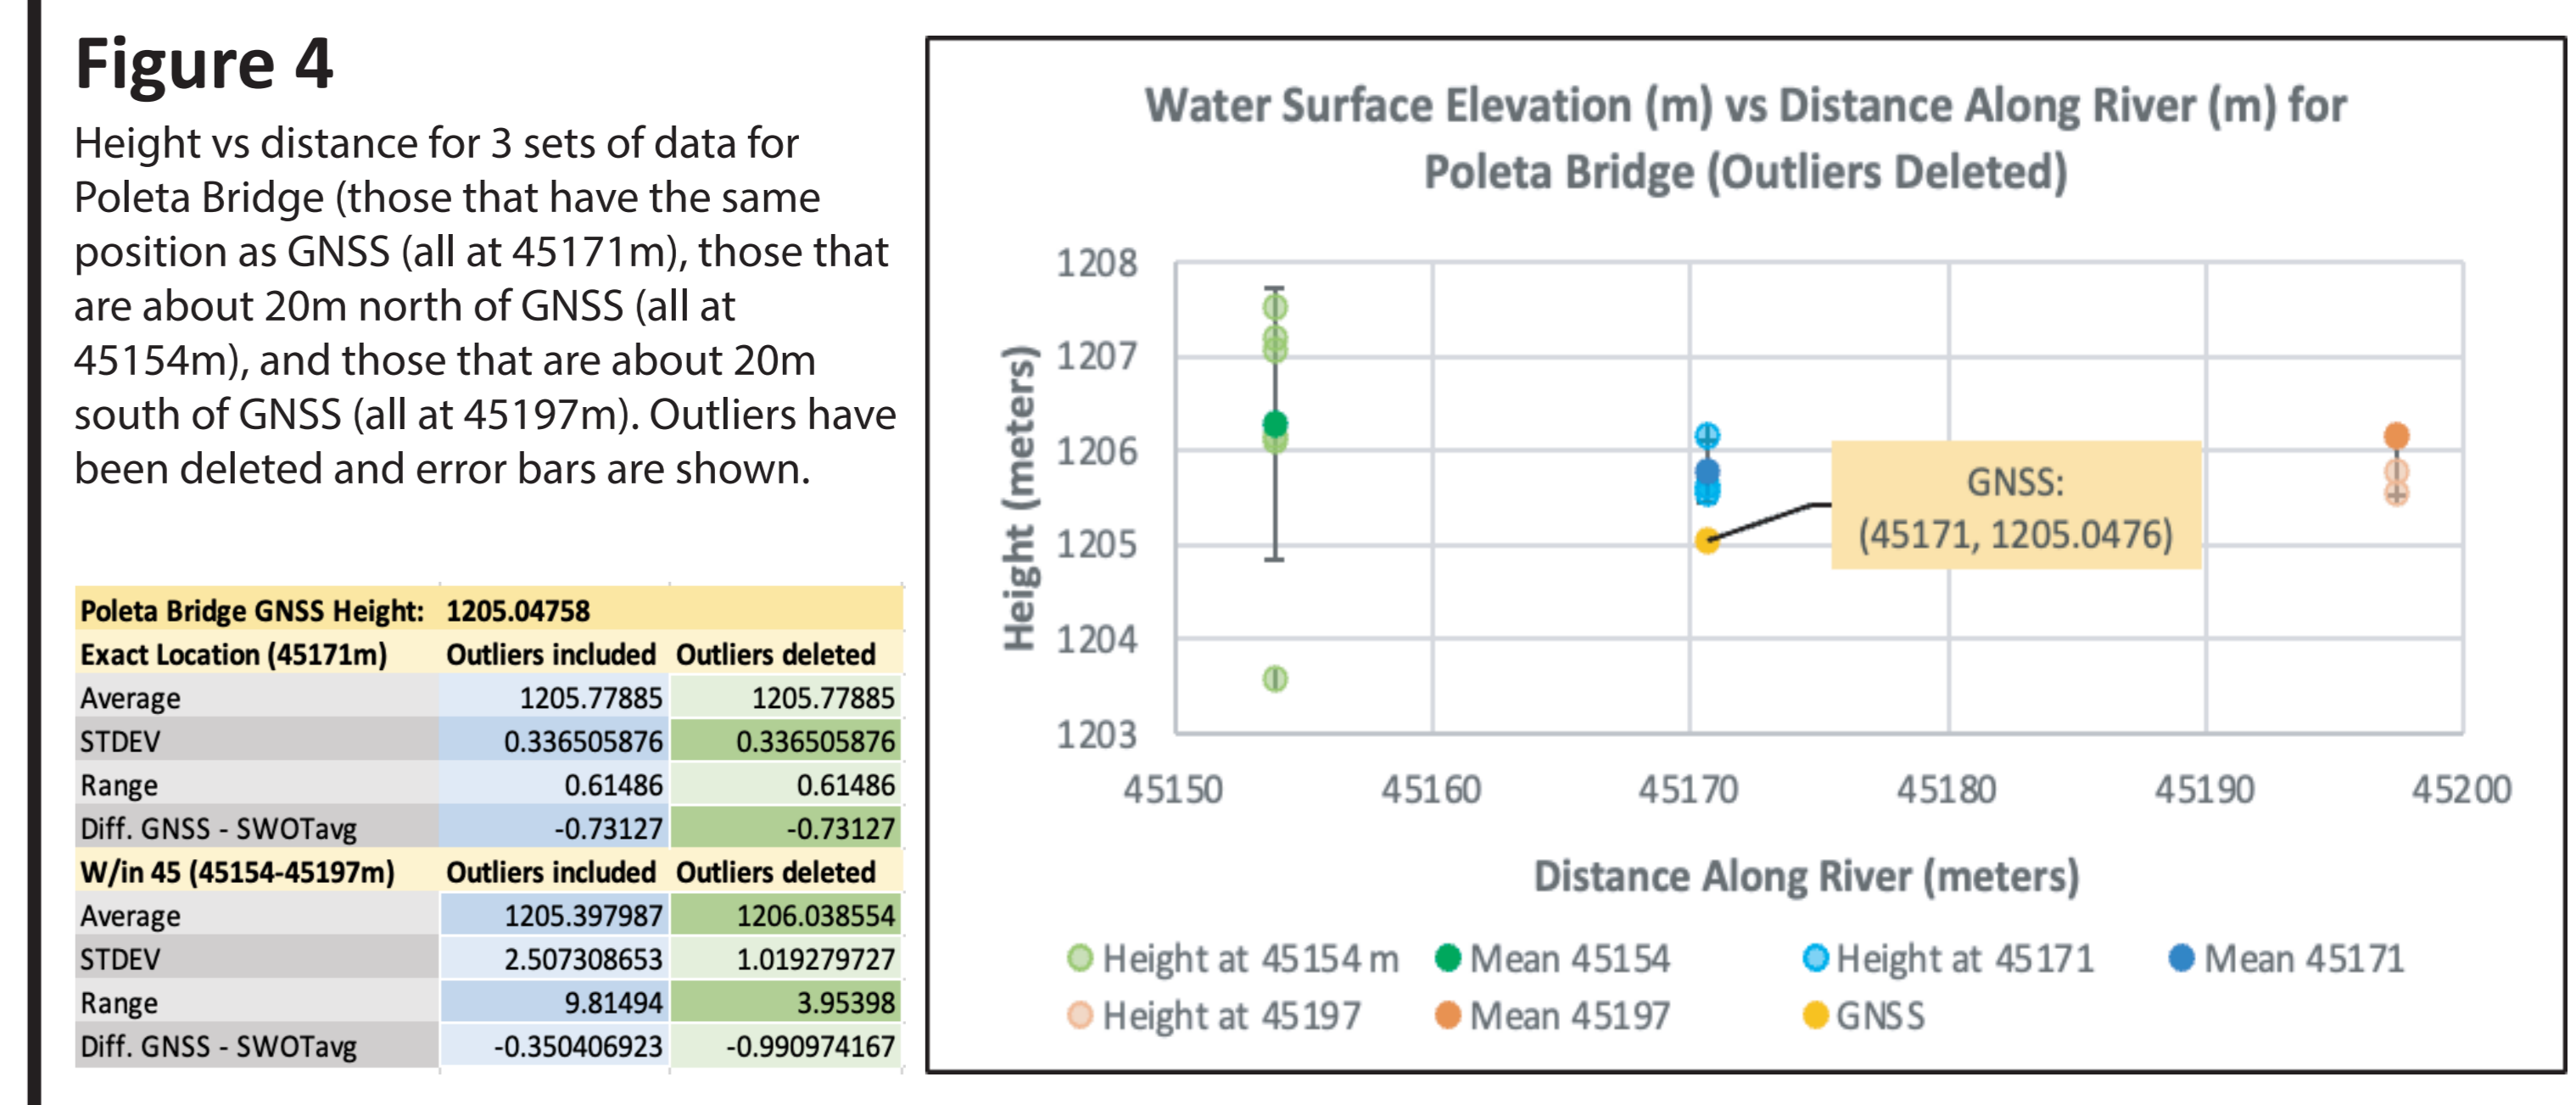 Figure 4
Height vs distance for 3 sets of data for
Poleta Bridge (those that have the same
position as GNSS (all at 45171m), those that
are about 20m north of GNSS (all at
45154m), and those that are about 20m
south of GNSS (all at 45197m). Outliers have
been deleted and error bars are shown.
Poleta Bridge GNSS Height: 1205.04758
Exact Location (45171m) Outliers included Outliers deleted
Average 1205.77885 1205.77885
STDEV 0.336505876 0.336505876
Range 0.61486 0.61486
Diff. GNSS - SWOTavg -0.73127 -0.73127
W/in 45 (45154-45197m) Outliers included Outliers deleted
Average 1205.397987 1206.038554
STDEV 2.507308653 1.019279727
Range 9.81494 3.95398
Diff. GNSS - SWOTavg -0.350406923 -0.990974167
Water Surface Elevation (m) vs Distance Along River (m) for
Poleta Bridge (Outliers Deleted)
Height (meters)
1208
1207
1206
1205
1204
1203
GNSS:
(45171, 1205.0476)
45150 45160 45170 45180 45190 45200
Distance Along River (meters)
Height at 45154 m Mean 45154 Height at 45171 Mean 45171
Height at 45197 Mean 45197 GNSS